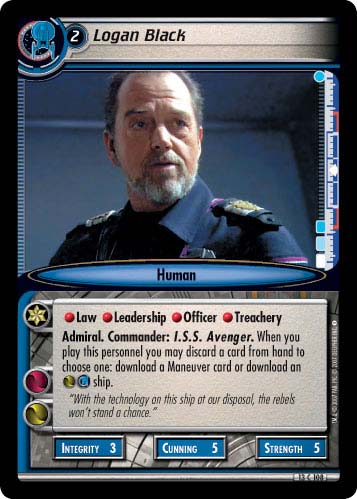 2 Logan Black
Human
Law Leadership Officer Treachery
Admiral. Commander: I.S.S. Avenger. When you
play this personnel you may discard a card from hand to
choose one: download a Maneuver card or download an
ship.
"With the technology on this ship at our disposal, the rebels
won't stand a chance."
INTEGRITY 3 CUNNING 5 STRENGTH 5
13 C 108